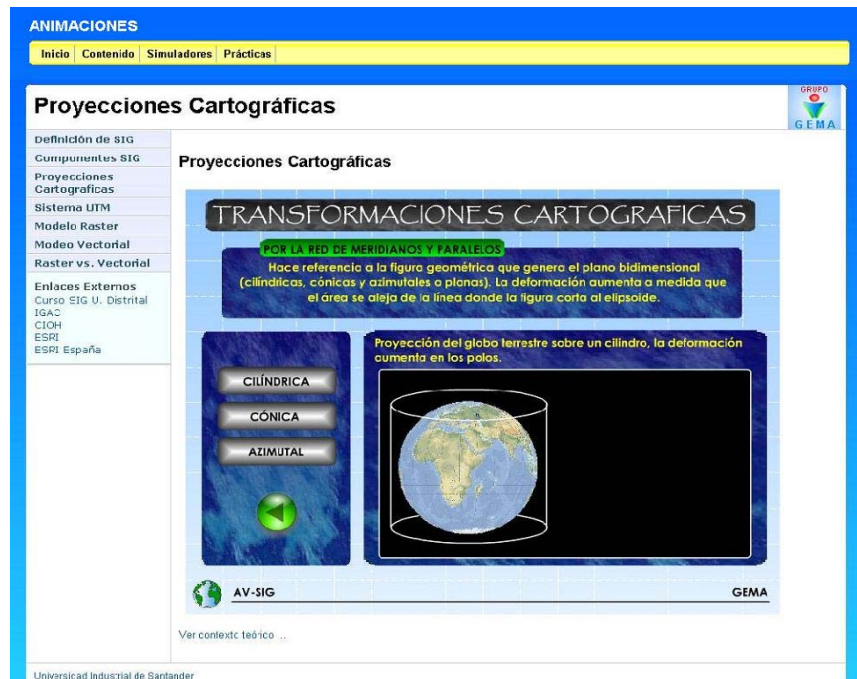 ANIMACIONES
Inicio Contenido Simuladores Prácticas
Proyecciones Cartográficas
GRUPO
GEMA
Definición de SIG
Componentes SIG
Proyecciones
Cartograficas
Sistema UTM
Modelo Raster
Modeo Vectorial
Raster vs. Vectorial
Enlaces Externos
Curso SIG U. Distrital
IGAC
CIOH
ESRI
ESRI España
Proyecciones Cartográficas
TRANSFORMACIONES CARTOGRAFICAS
POR LA RED DE MERIDIANOS Y PARALELOS
Hace referencia a la figura geométrica que genera el plano bidimensional
(cilíndricas, cónicas y azimutales o planas). La deformación aumenta a medida que
el área se aleja de la línea donde la figura corta al elipsoide.
CILÍNDRICA
CÓNICA
AZIMUTAL
Proyección del globo terrestre sobre un cilindro, la deformación
aumenta en los polos.
AV-SIG
GEMA
Ver contexto teórico ...
Universidad Industrial de Santander